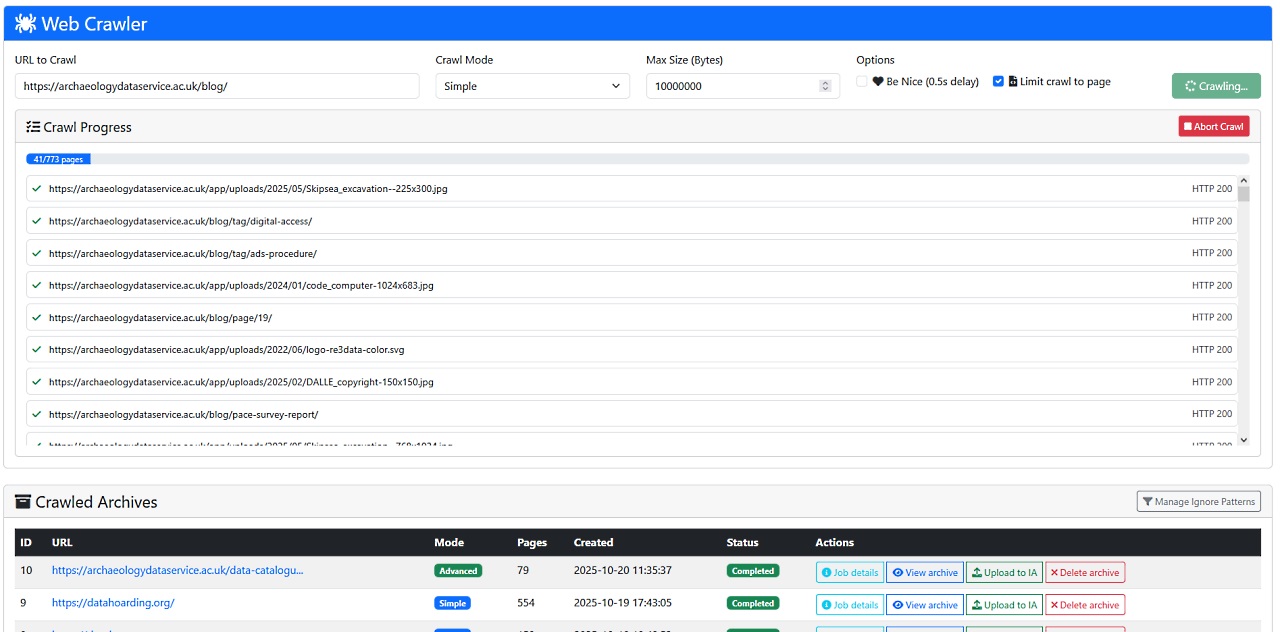 Web Crawler
URL to Crawl Crawl Mode Max Size (Bytes) Options
https://archaeologydataservice.ac.uk/blog/ Simple 10000000 Be Nice (0.5s delay) Limit crawl to page Crawling...
Crawl Progress Abort Crawl
41/773 pages
https://archaeologydataservice.ac.uk/app/uploads/2025/05/Skipsea_excavation--225x300.jpg HTTP 200
https://archaeologydataservice.ac.uk/blog/tag/digital-access/ HTTP 200
https://archaeologydataservice.ac.uk/blog/tag/ads-procedure/ HTTP 200
https://archaeologydataservice.ac.uk/app/uploads/2024/01/code_computer-1024x683.jpg HTTP 200
https://archaeologydataservice.ac.uk/blog/page/19/ HTTP 200
https://archaeologydataservice.ac.uk/app/uploads/2022/06/logo-re3data-color.svg HTTP 200
https://archaeologydataservice.ac.uk/app/uploads/2025/02/DALLE_copyright-150x150.jpg HTTP 200
https://archaeologydataservice.ac.uk/blog/pace-survey-report/ HTTP 200
Crawled Archives Manage Ignore Patterns
ID URL Mode Pages Created Status Actions
10 https://archaeologydataservice.ac.uk/data-catalogu... Advanced 79 2025-10-20 11:35:37 Completed Job details View archive Upload to IA Delete archive
9 https://datahoarding.org/ Simple 554 2025-10-19 17:43:05 Completed Job details View archive Upload to IA Delete archive